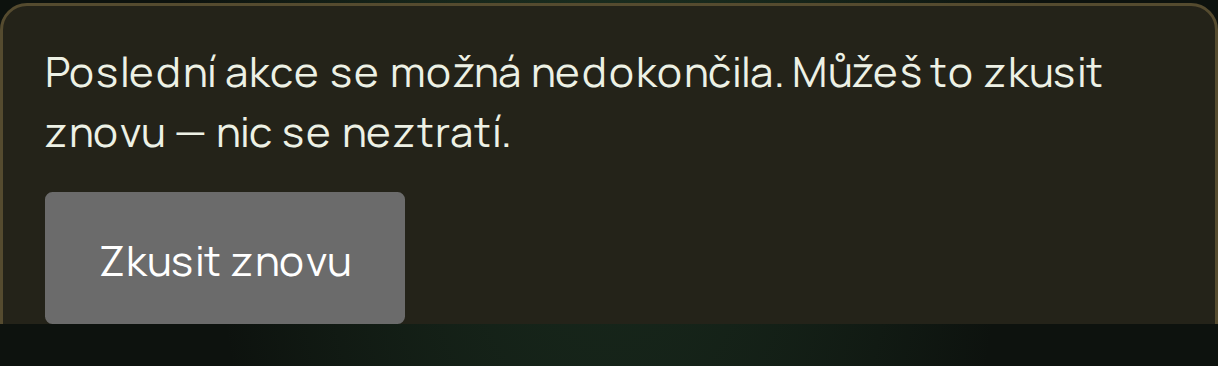 Poslední akce se možná nedokončila. Můžeš to zkusit
znovu — nic se neztratí.
Zkusit znovu